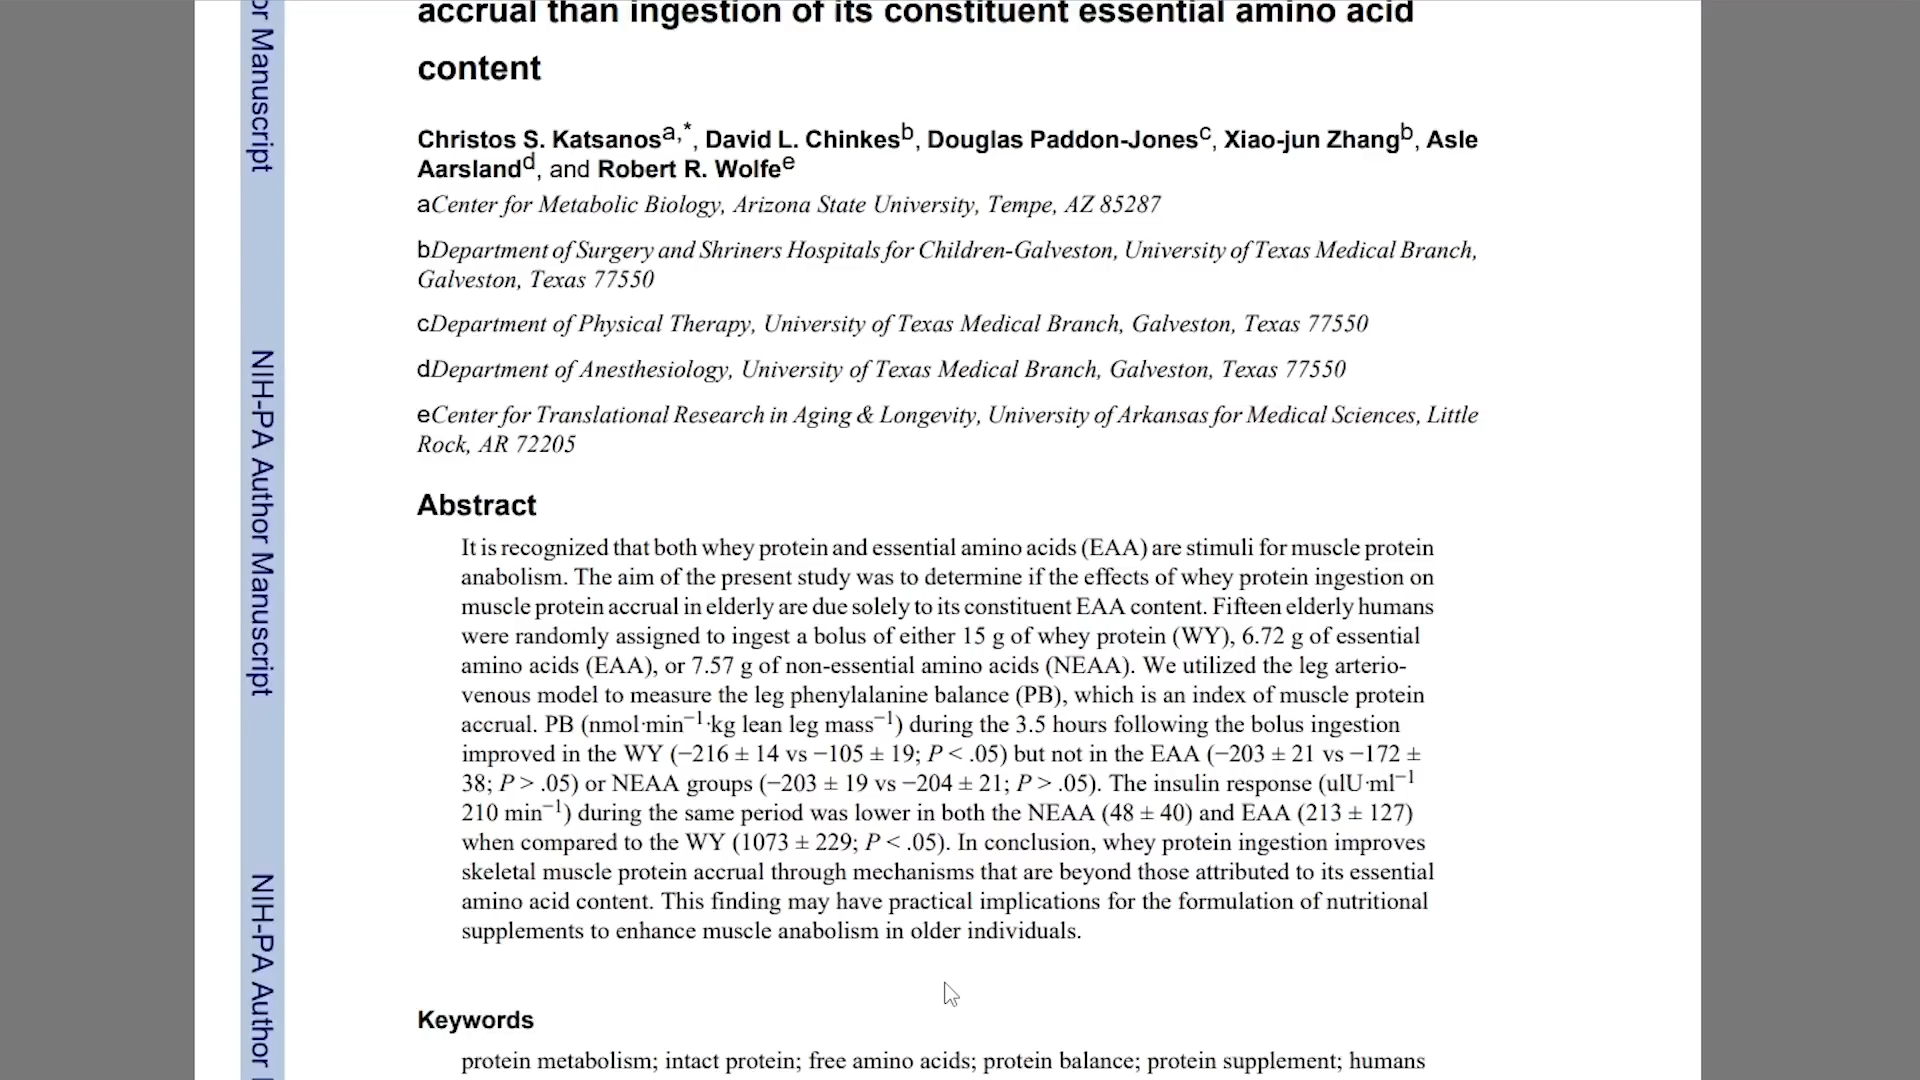 accrual than ingestion of its constituent essential amino acid
content
Christos S. Katsanosa,*, David L. Chinkesb, Douglas Paddon-Jonesc, Xiao-jun Zhangb, Asle
Aarslandd, and Robert R. Wolfee
aCenter for Metabolic Biology, Arizona State University, Tempe, AZ 85287
bDepartment of Surgery and Shriners Hospitals for Children-Galveston, University of Texas Medical Branch,
Galveston, Texas 77550
cDepartment of Physical Therapy, University of Texas Medical Branch, Galveston, Texas 77550
dDepartment of Anesthesiology, University of Texas Medical Branch, Galveston, Texas 77550
eCenter for Translational Research in Aging & Longevity, University of Arkansas for Medical Sciences, Little
Rock, AR 72205
Abstract
It is recognized that both whey protein and essential amino acids (EAA) are stimuli for muscle protein
anabolism. The aim of the present study was to determine if the effects of whey protein ingestion on
muscle protein accrual in elderly are due solely to its constituent EAA content. Fifteen elderly humans
were randomly assigned to ingest a bolus of either 15 g of whey protein (WY), 6.72 g of essential
amino acids (EAA), or 7.57 g of non-essential amino acids (NEAA). We utilized the leg arterio-
venous model to measure the leg phenylalanine balance (PB), which is an index of muscle protein
accrual. PB (nmol·min−1·kg lean leg mass−1) during the 3.5 hours following the bolus ingestion
improved in the WY (−216 ± 14 vs −105 ± 19; P < .05) but not in the EAA (−203 ± 21 vs −172 ±
38; P > .05) or NEAA groups (−203 ± 19 vs −204 ± 21; P > .05). The insulin response (uIU·ml−1
210 min−1) during the same period was lower in both the NEAA (48 ± 40) and EAA (213 ± 127)
when compared to the WY (1073 ± 229; P < .05). In conclusion, whey protein ingestion improves
skeletal muscle protein accrual through mechanisms that are beyond those attributed to its essential
amino acid content. This finding may have practical implications for the formulation of nutritional
supplements to enhance muscle anabolism in older individuals.
Keywords
protein metabolism; intact protein; free amino acids; protein balance; protein supplement; humans
or Manuscript
NIH-PA Author Manuscript
NIH-PA Author